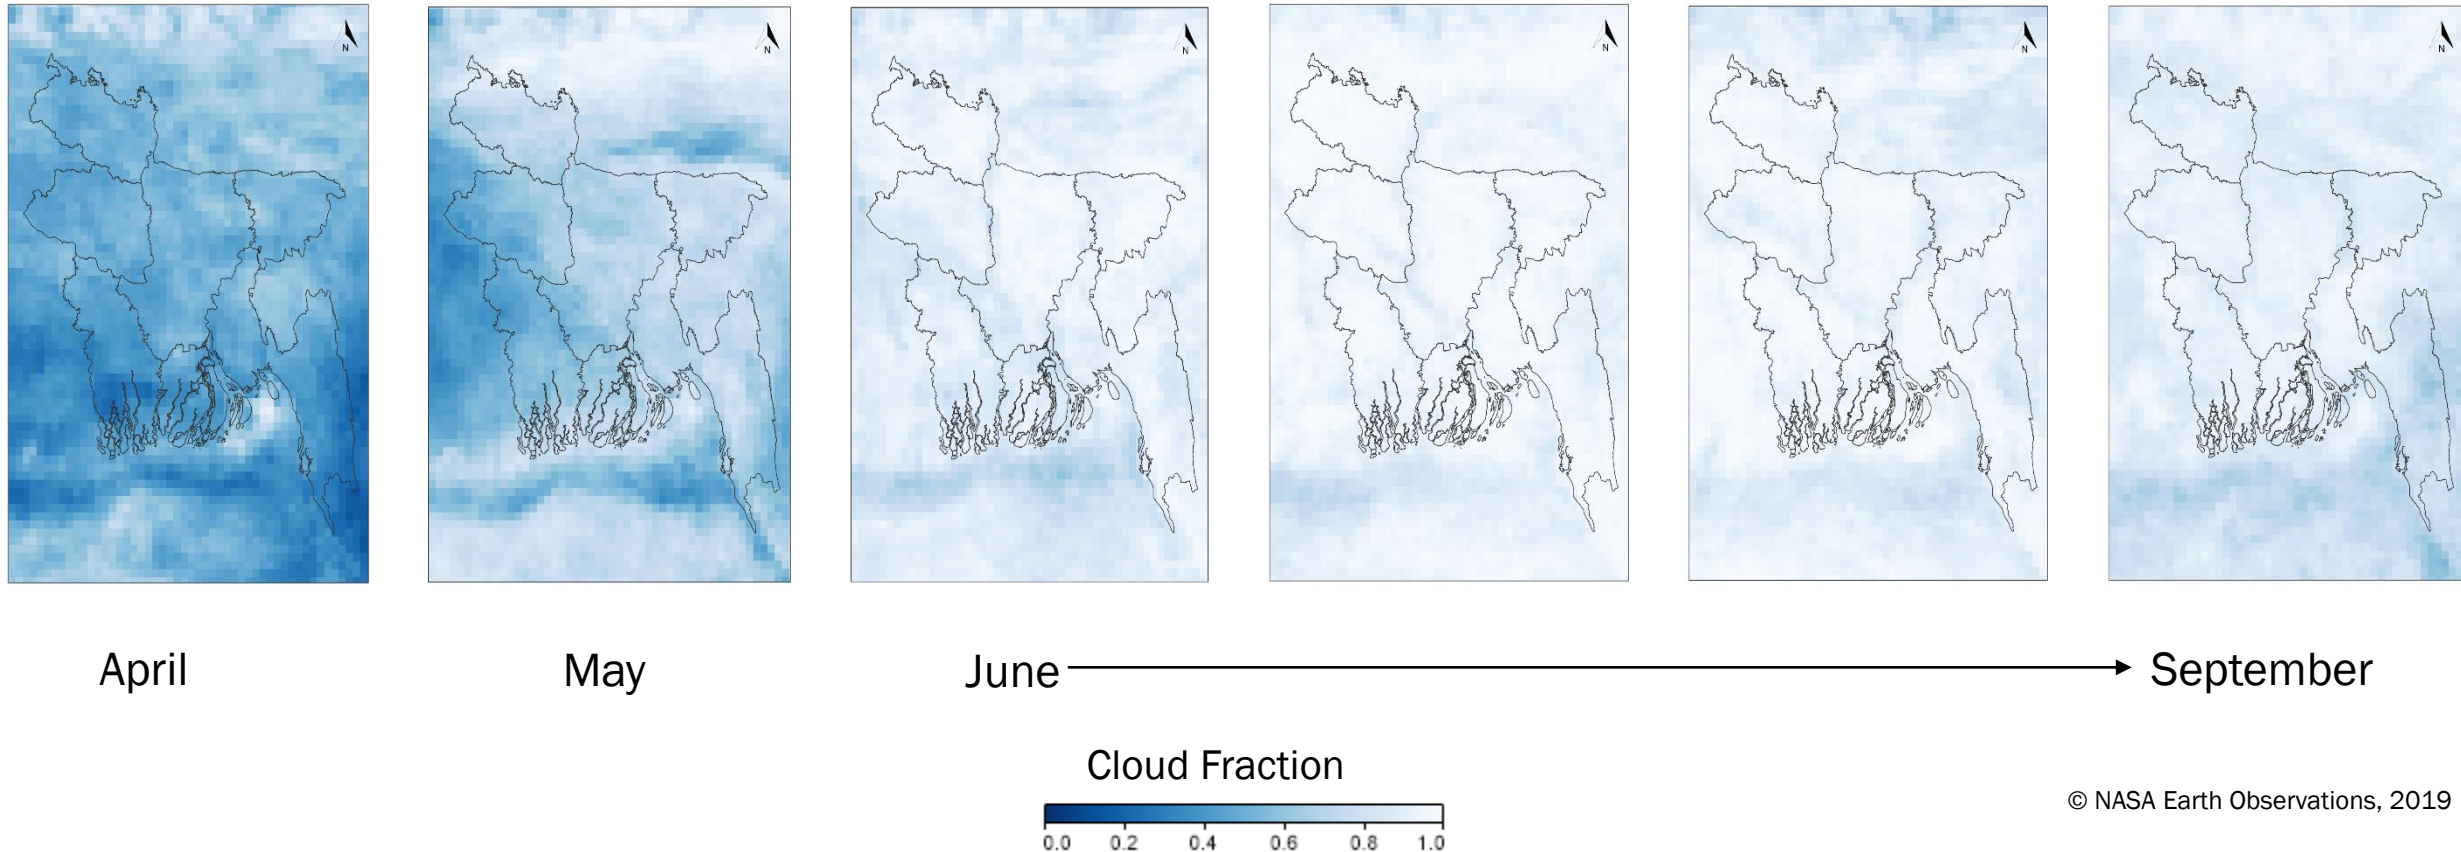 N
N
N
N
N
N
April
May
June
September
Cloud Fraction
0.0 0.2 0.4 0.6 0.8 1.0
© NASA Earth Observations, 2019